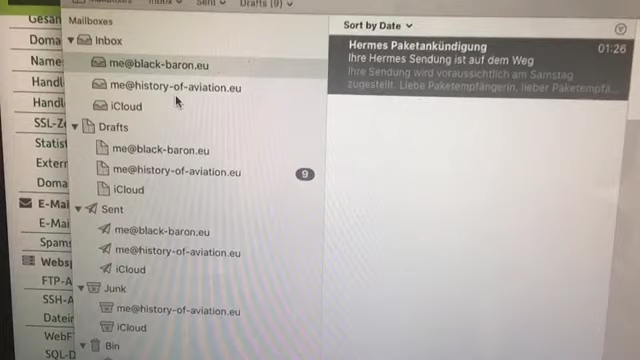 Mailboxes
Inbox
me@black-baron.eu
me@history-of-aviation.eu
iCloud
Drafts
me@black-baron.eu
me@history-of-aviation.eu
9
iCloud
Sent
me@black-baron.eu
me@history-of-aviation.eu
iCloud
Junk
me@history-of-aviation.eu
iCloud
Bin
Drafts (9)
Sort by Date
Hermes Paketankündigung 01:26
Ihre Hermes Sendung ist auf dem Weg
Ihre Sendung wird voraussichtlich am Samstag
zugestellt. Liebe Paketempfängerin, lieber Paketempfä...
Gesan
Doma
Name
Handl
Handl
SSL-Z
Statist
Extern
Doma
E-Mai
E-Mai
Spams
Websp
FTP-A
SSH-A
Datei
WebF
SQL-D